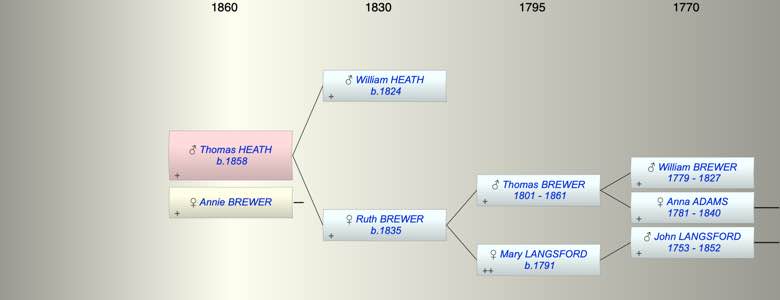 1860 1830 1795 1770
♂ William HEATH
b.1824
+
♂ Thomas HEATH
b.1858
+
♀ Annie BREWER
+
♀ Ruth BREWER
b.1835
+
♂ Thomas BREWER
1801 - 1861
+
♀ Mary LANGSFORD
b.1791
++
♂ William BREWER
1779 - 1827
+
♀ Anna ADAMS
1781 - 1840
+
♂ John LANGSFORD
1753 - 1852
+